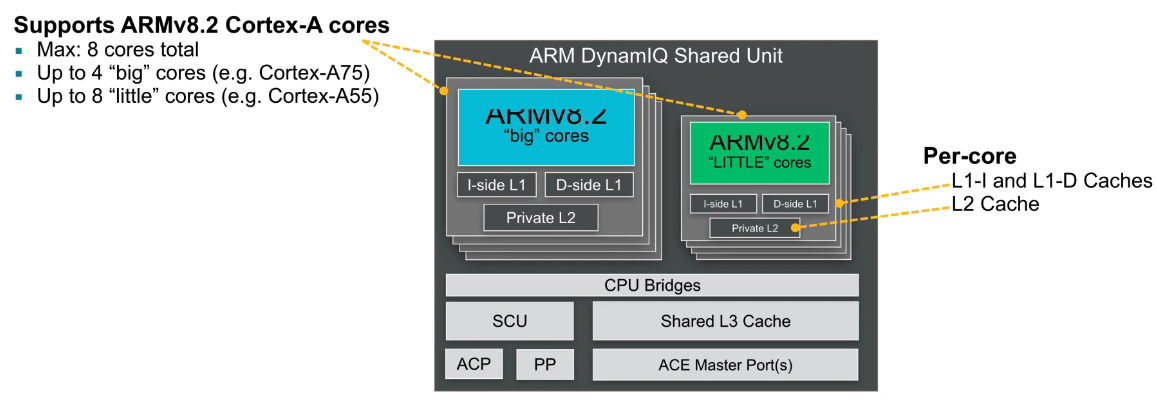 Supports ARMv8.2 Cortex-A cores
Max: 8 cores total
Up to 4 “big” cores (e.g. Cortex-A75)
Up to 8 “little” cores (e.g. Cortex-A55)
ARM DynamIQ Shared Unit
ARMv8.2
“big” cores
I-side L1
D-side L1
Private L2
ARMv8.2
“LITTLE” cores
I-side L1
D-side L1
Private L2
Per-core
L1-I and L1-D Caches
L2 Cache
CPU Bridges
SCU
Shared L3 Cache
ACP
PP
ACE Master Port(s)